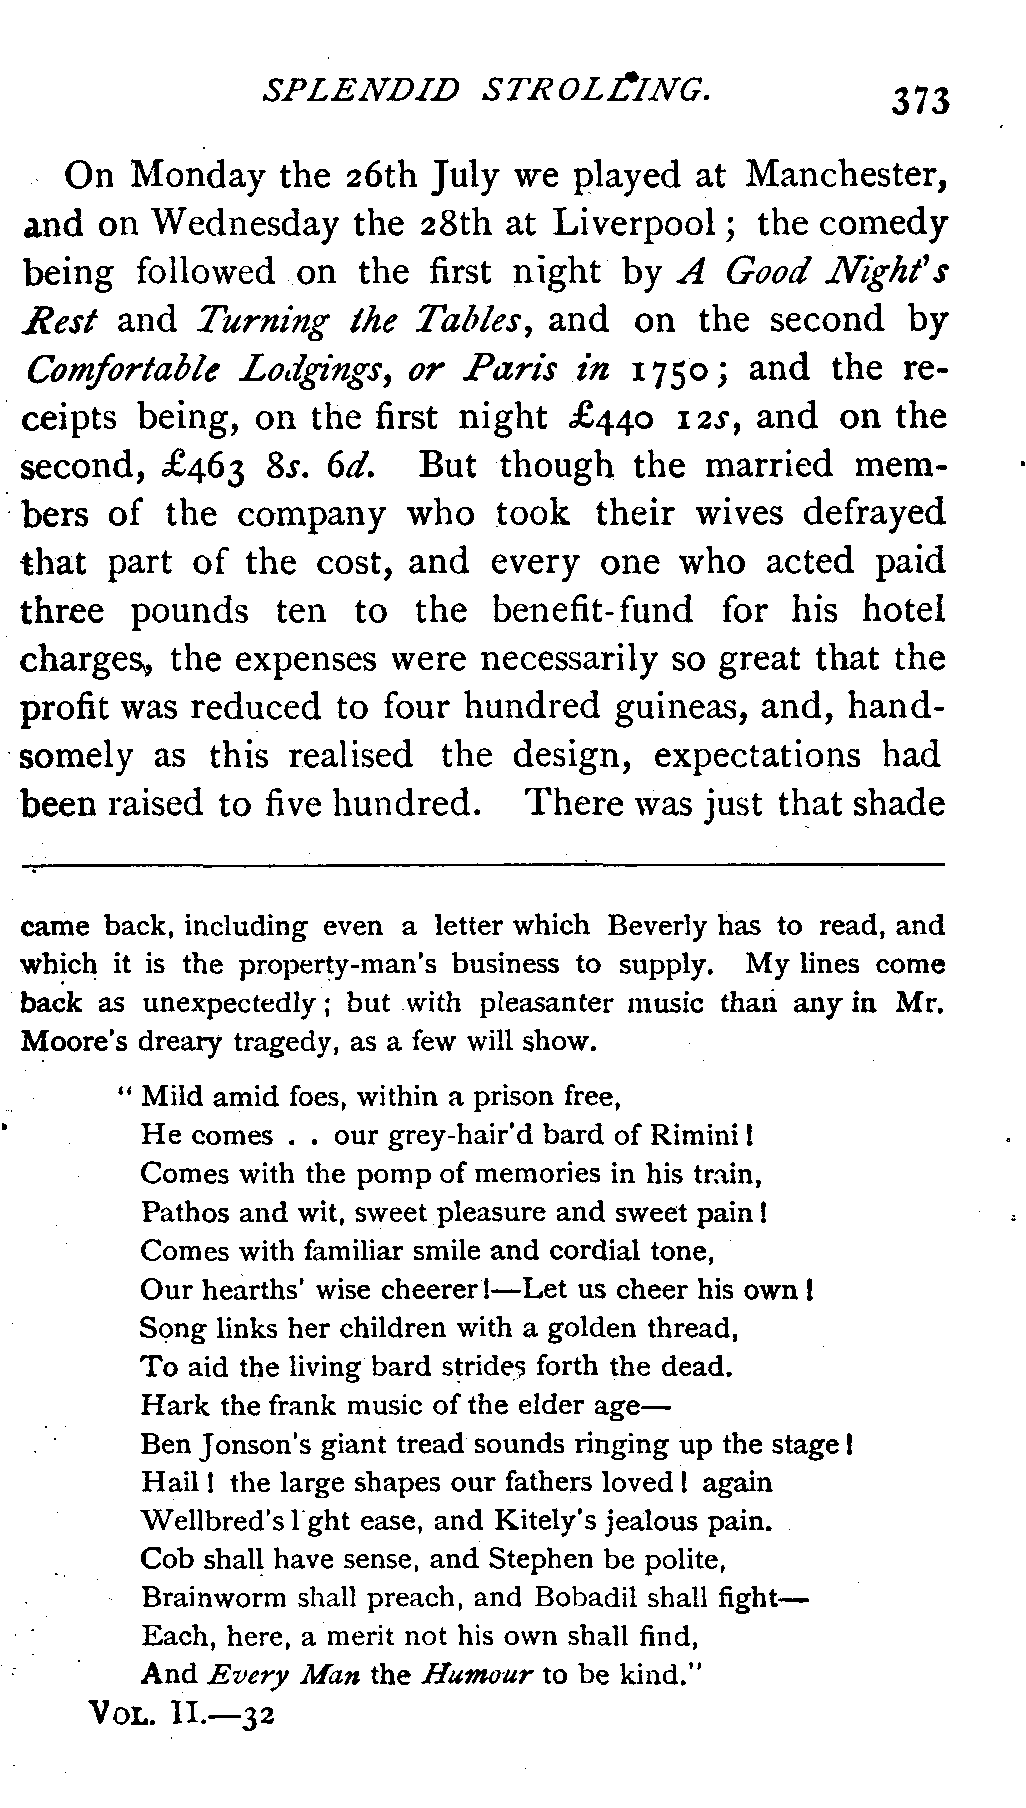 SPLENDID STROLLING. 373
On Monday the 26th July we played at Manchester,
and on Wednesday the 28th at Liverpool; the comedy
being followed on the first night by A Good Night's
Rest and Turning the Tables, and on the second by
Comfortable Lodgings, or Paris in 1750; and the re-
ceipts being, on the first night £440 12s, and on the
second, £463 8s. 6d. But though the married mem-
bers of the company who took their wives defrayed
that part of the cost, and every one who acted paid
three pounds ten to the benefit-fund for his hotel
charges, the expenses were necessarily so great that the
profit was reduced to four hundred guineas, and, hand-
somely as this realised the design, expectations had
been raised to five hundred. There was just that shade
came back, including even a letter which Beverly has to read, and
which it is the property-man's business to supply. My lines come
back as unexpectedly; but with pleasanter music than any in Mr.
Moore's dreary tragedy, as a few will show.
"Mild amid foes, within a prison free,
He comes . . our grey-hair'd bard of Rimini!
Comes with the pomp of memories in his train,
Pathos and wit, sweet pleasure and sweet pain!
Comes with familiar smile and cordial tone,
Our hearths' wise cheerer!—Let us cheer his own!
Song links her children with a golden thread,
To aid the living bard strides forth the dead.
Hark the frank music of the elder age—
Ben Jonson's giant tread sounds ringing up the stage!
Hail! the large shapes our fathers loved! again
Wellbred's l ght ease, and Kitely's jealous pain.
Cob shall have sense, and Stephen be polite,
Brainworm shall preach, and Bobadil shall fight—
Each, here, a merit not his own shall find,
And Every Man the Humour to be kind."
VOL. II.—32